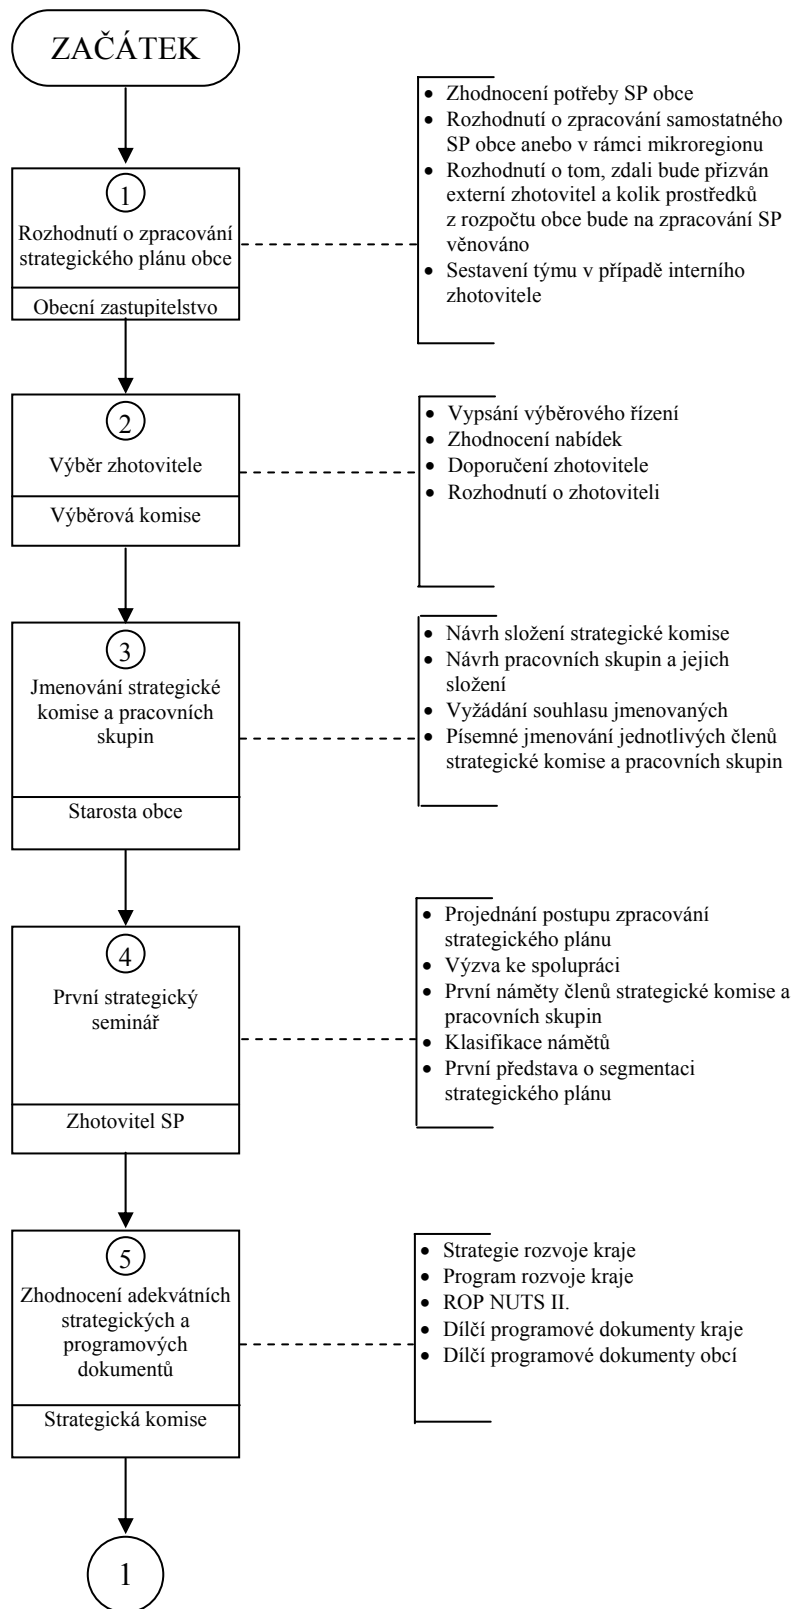 ZAČÁTEK
1
Rozhodnutí o zpracování
strategického plánu obce
Obecní zastupitelstvo
• Zhodnocení potřeby SP obce
• Rozhodnutí o zpracování samostatného
SP obce anebo v rámci mikroregionu
• Rozhodnutí o tom, zdali bude přizván
externí zhotovitel a kolik prostředků
z rozpočtu obce bude na zpracování SP
věnováno
• Sestavení týmu v případě interního
zhotovitele
2
Výběr zhotovitele
Výběrová komise
• Vypsání výběrového řízení
• Zhodnocení nabídek
• Doporučení zhotovitele
• Rozhodnutí o zhotoviteli
3
Jmenování strategické
komise a pracovních
skupin
Starosta obce
• Návrh složení strategické komise
• Návrh pracovních skupin a jejich
složení
• Vyžádání souhlasu jmenovaných
• Písemné jmenování jednotlivých členů
strategické komise a pracovních skupin
4
První strategický
seminář
Zhotovitel SP
• Projednání postupu zpracování
strategického plánu
• Výzva ke spolupráci
• První náměty členů strategické komise a
pracovních skupin
• Klasifikace námětů
• První představa o segmentaci
strategického plánu
5
Zhodnocení adekvátních
strategických a
programových
dokumentů
Strategická komise
• Strategie rozvoje kraje
• Program rozvoje kraje
• ROP NUTS II.
• Dílčí programové dokumenty kraje
• Dílčí programové dokumenty obcí
1